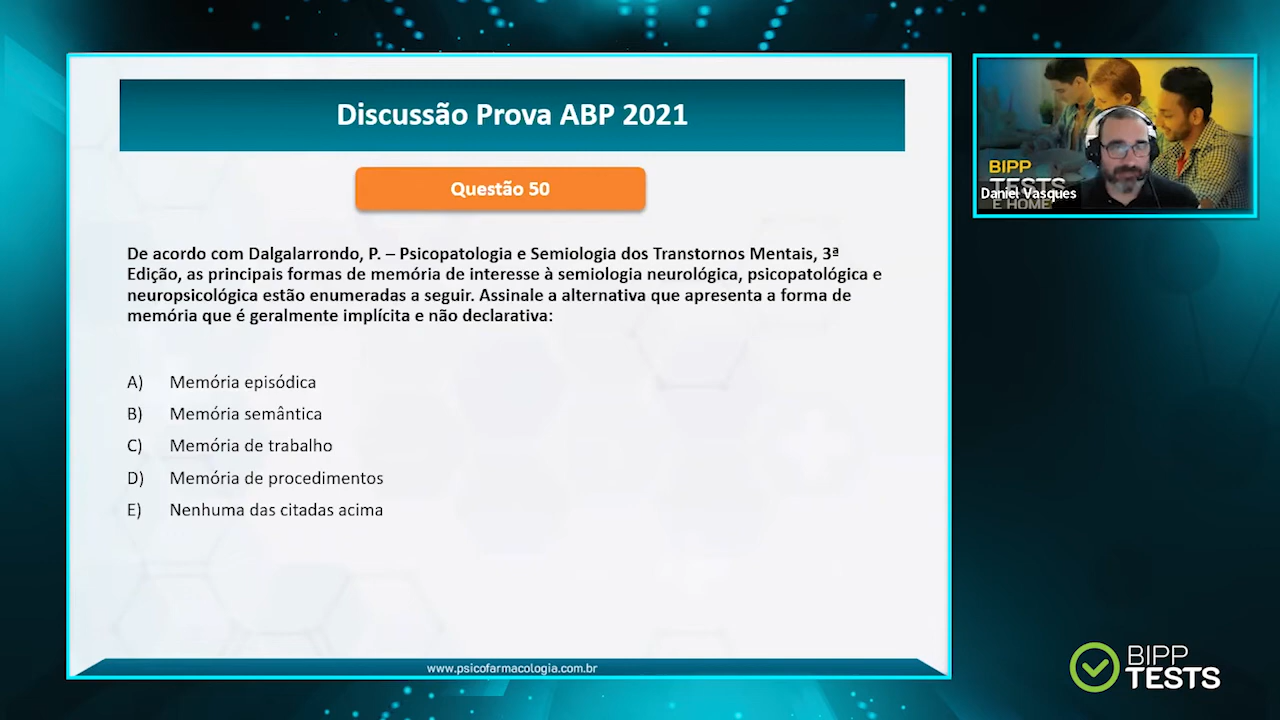 Discussão Prova ABP 2021
Questão 50
De acordo com Dalgalarrondo, P. – Psicopatologia e Semiologia dos Transtornos Mentais, 3ª
Edição, as principais formas de memória de interesse à semiologia neurológica, psicopatológica e
neuropsicológica estão enumeradas a seguir. Assinale a alternativa que apresenta a forma de
memória que é geralmente implícita e não declarativa:
A) Memória episódica
B) Memória semântica
C) Memória de trabalho
D) Memória de procedimentos
E) Nenhuma das citadas acima
www.psicofarmacologia.com.br
BIPP
TESTS
Daniel Vasques
E HOME
BIPP
TESTS